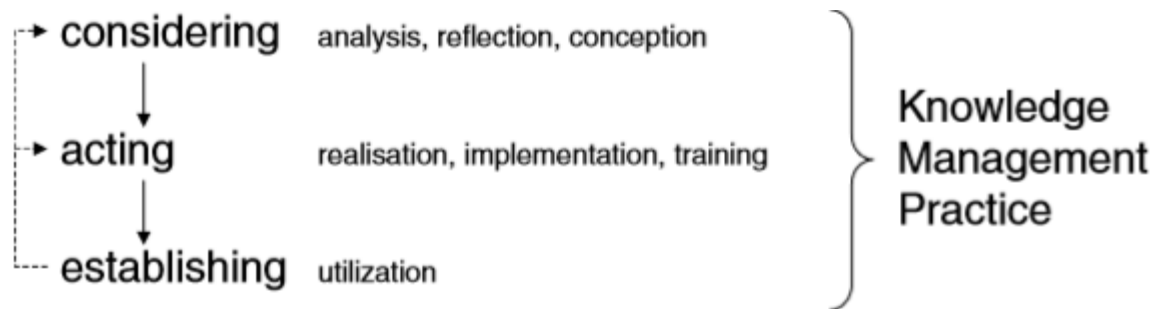 considering analysis, reflection, conception
acting realisation, implementation, training
establishing utilization
Knowledge
Management
Practice